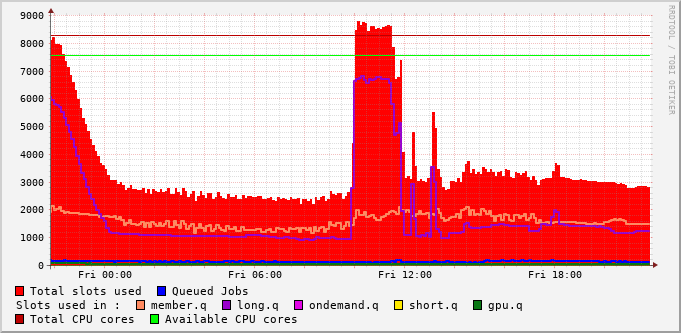 9000
8000
7000
6000
5000
4000
3000
2000
1000
0
Fri 00:00 Fri 06:00 Fri 12:00 Fri 18:00
RRDTOOL / TOBI OETIKER
Total slots used Queued Jobs
Slots used in : member.q long.q ondemand.q short.q gpu.q
Total CPU cores Available CPU cores